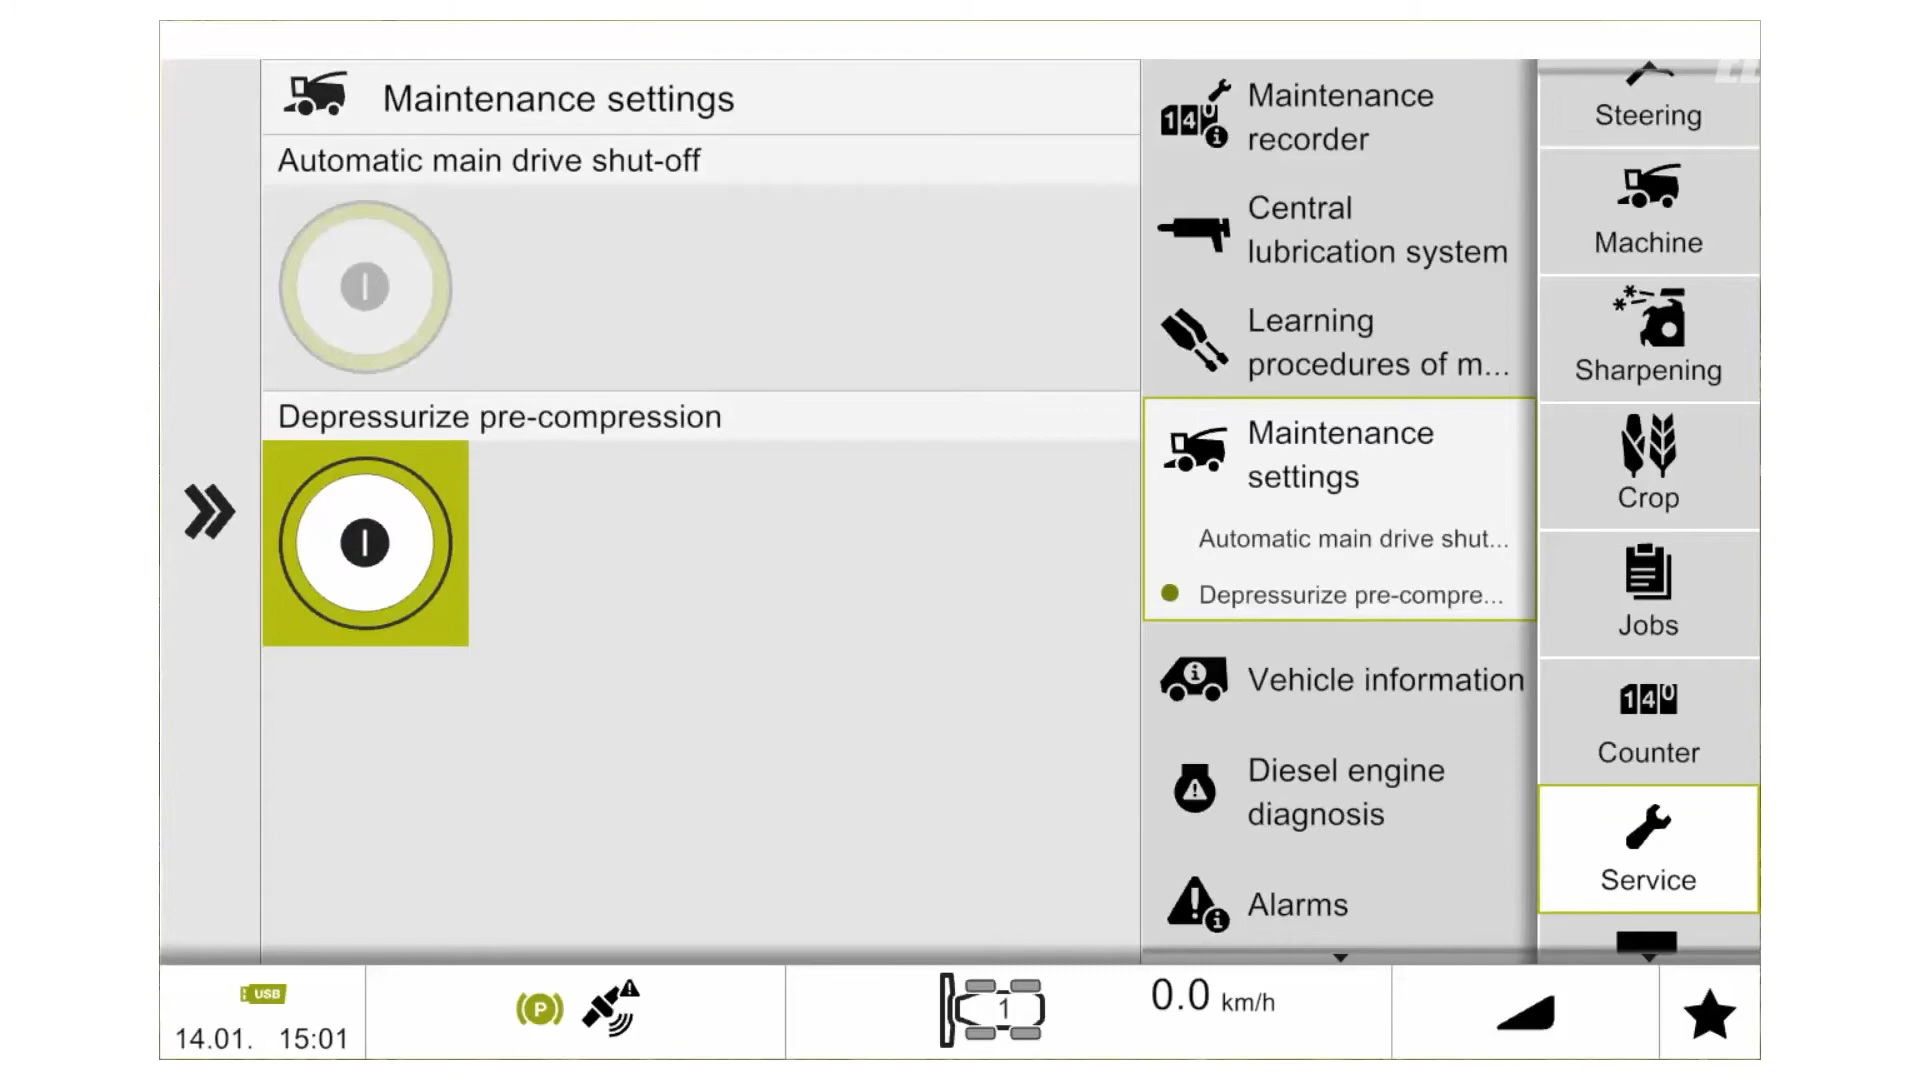 Maintenance settings
Automatic main drive shut-off
Depressurize pre-compression
Maintenance
recorder
Central
lubrication system
Learning
procedures of m...
Maintenance
settings
Automatic main drive shut...
Depressurize pre-compre...
Vehicle information
Diesel engine
diagnosis
Alarms
Steering
Machine
Sharpening
Crop
Jobs
140
Counter
Service
USB
14.01. 15:01
P
1
0.0 km/h